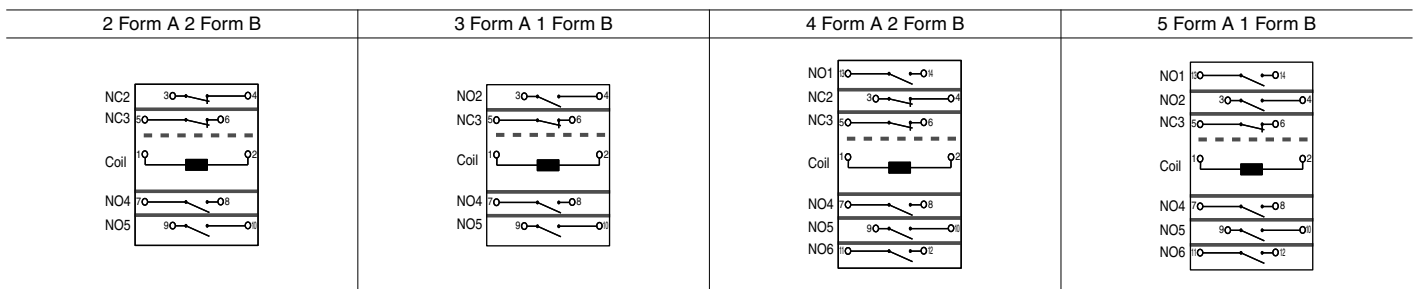 2 Form A 2 Form B
NC2 3 4
NC3 5 6
Coil 1 2
NO4 7 8
NO5 9 10
3 Form A 1 Form B
NO2 3 4
NC3 5 6
Coil 1 2
NO4 7 8
NO5 9 10
4 Form A 2 Form B
NO1 13 14
NC2 3 4
NC3 5 6
Coil 1 2
NO4 7 8
NO5 9 10
NO6 11 12
5 Form A 1 Form B
NO1 13 14
NO2 3 4
NC3 5 6
Coil 1 2
NO4 7 8
NO5 9 10
NO6 11 12